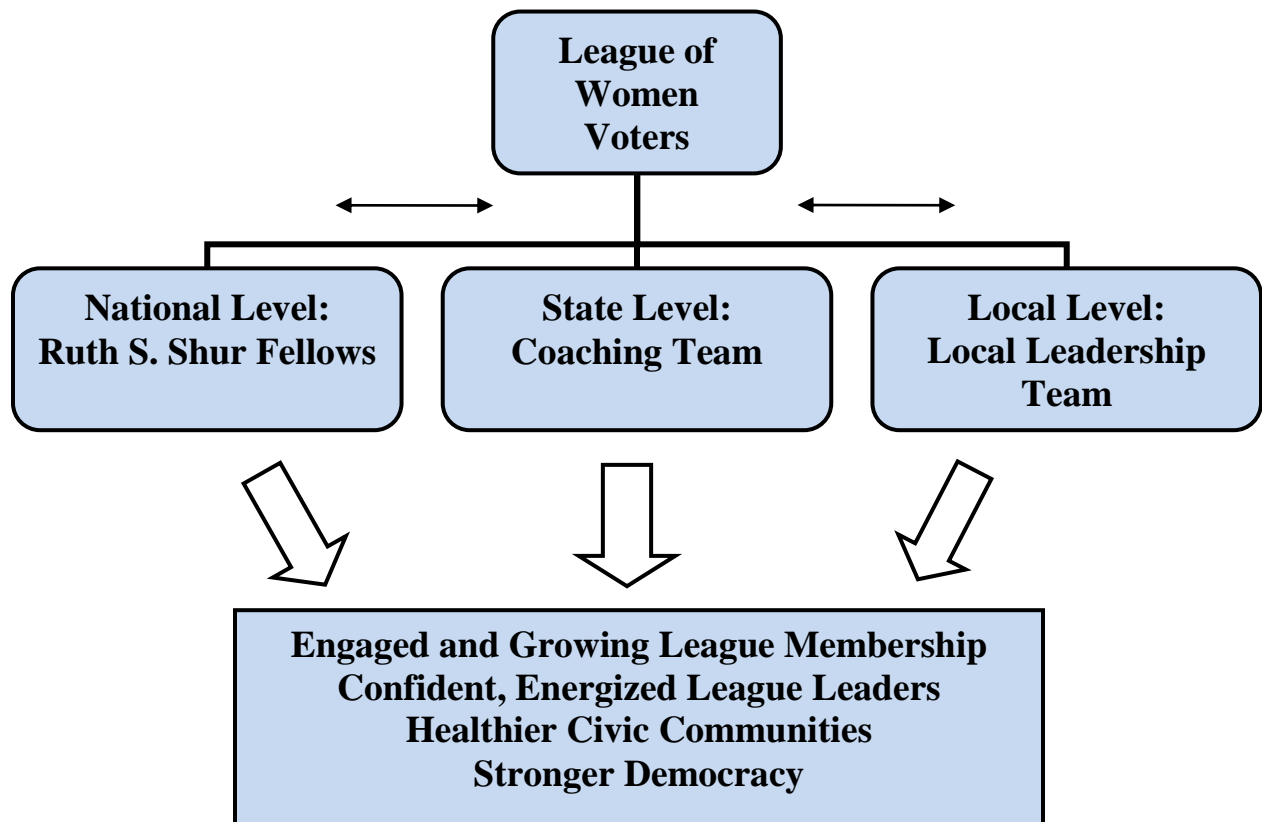 League of
Women
Voters
National Level:
Ruth S. Shur Fellows
State Level:
Coaching Team
Local Level:
Local Leadership
Team
Engaged and Growing League Membership
Confident, Energized League Leaders
Healthier Civic Communities
Stronger Democracy